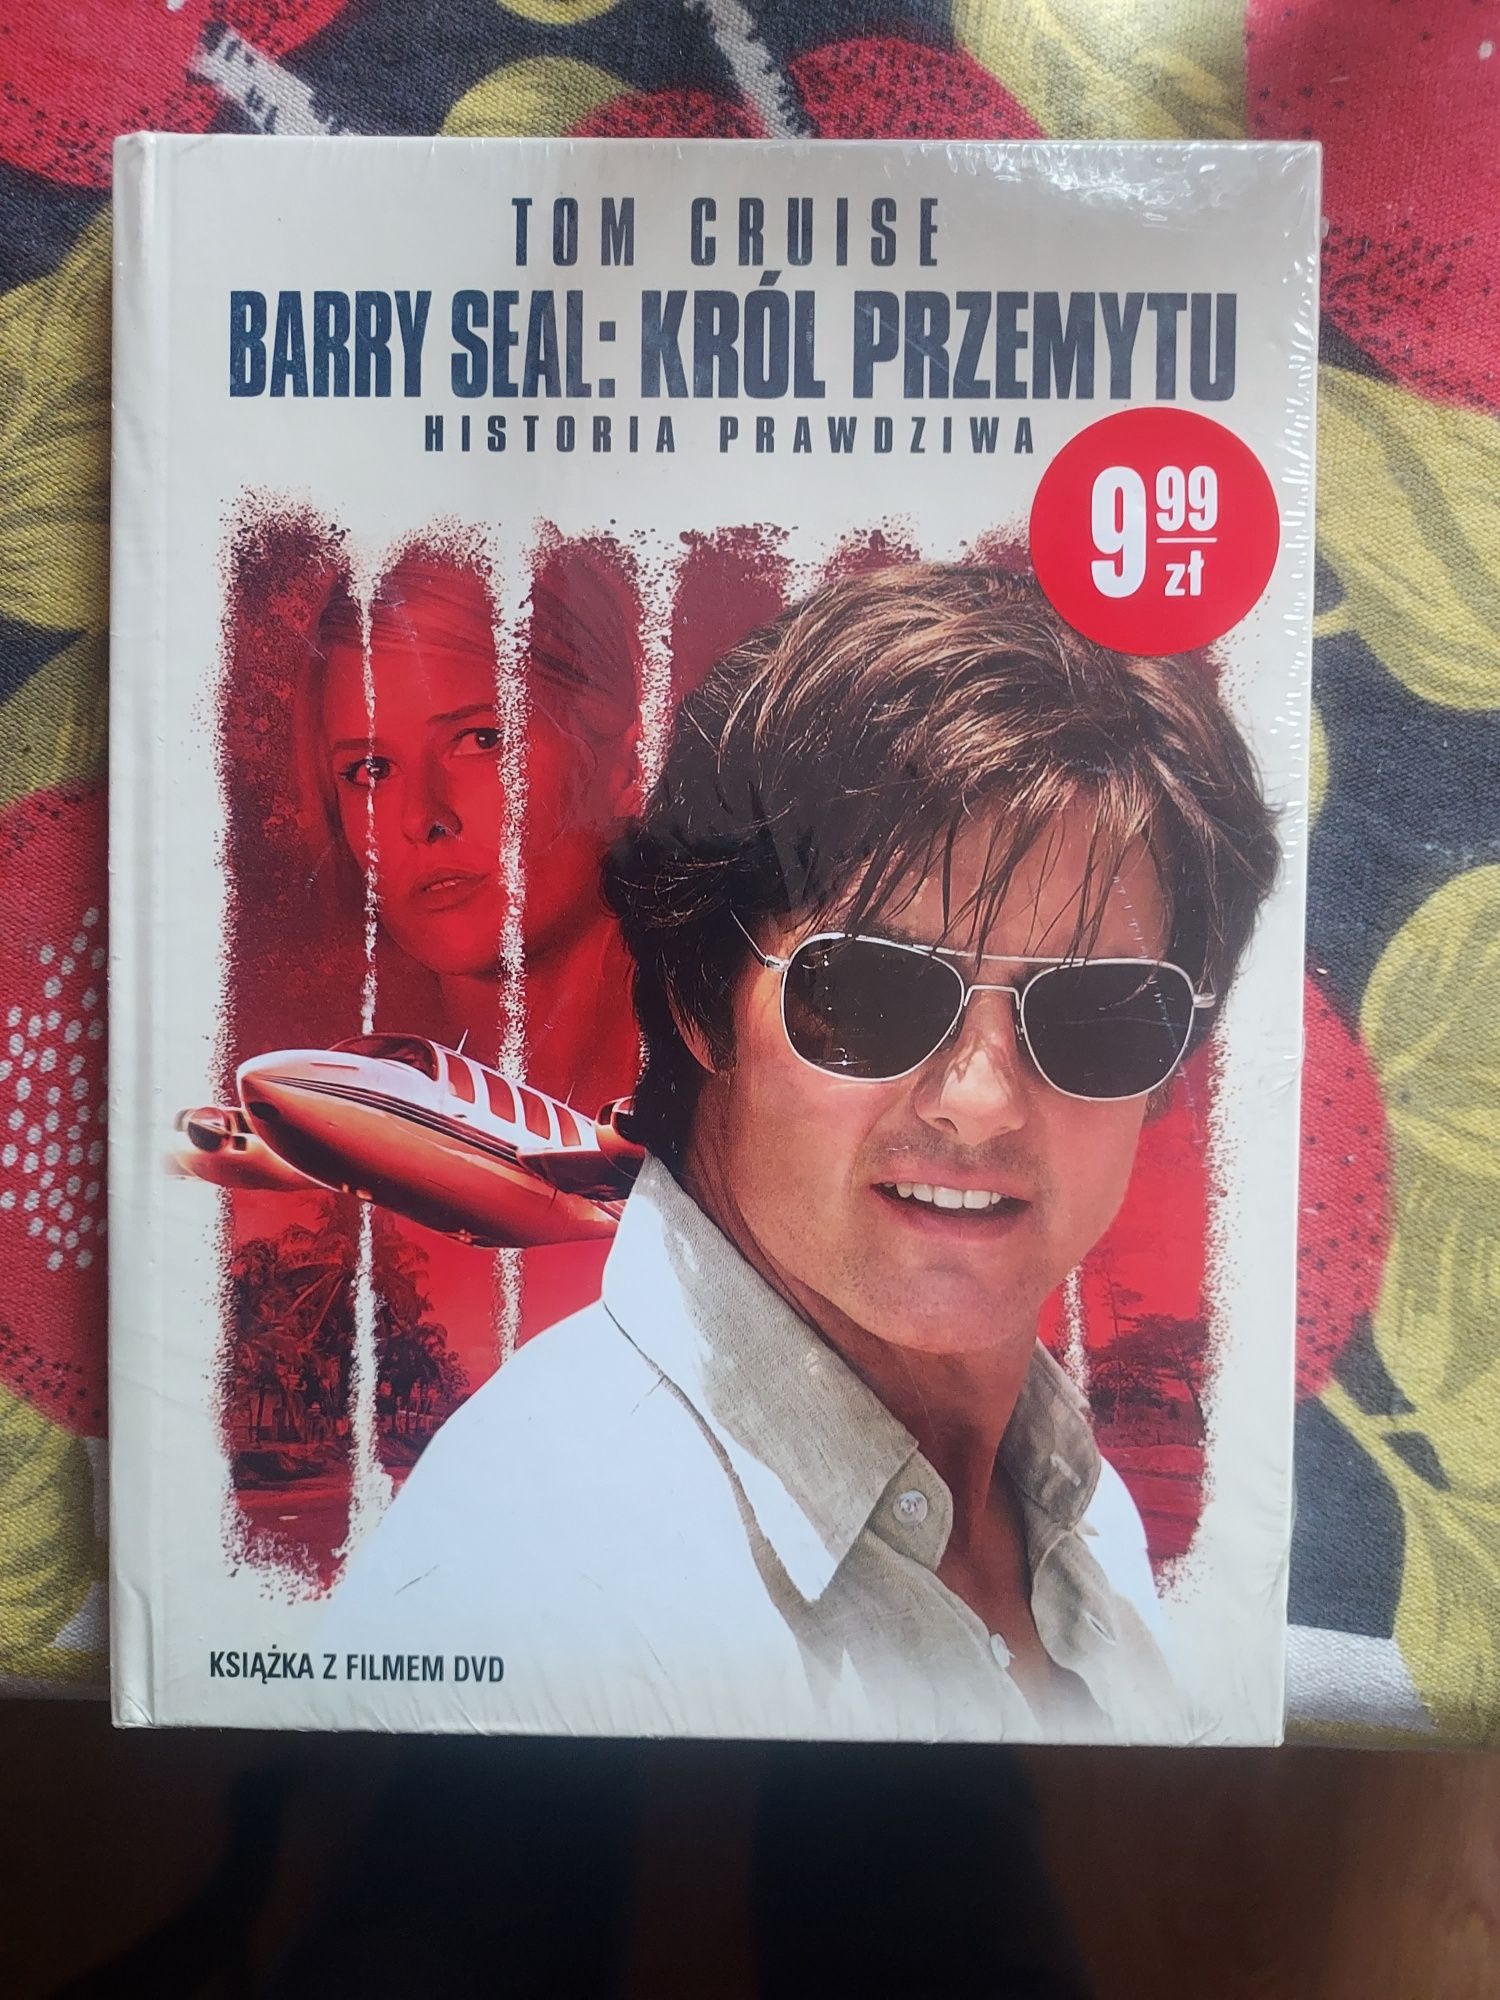 TOM CRUISE
BARRY SEAL: KRÓL PRZEMYTU
HISTORIA PRAWDZIWA
9 99
zł
KSIĄŻKA Z FILMEM DVD